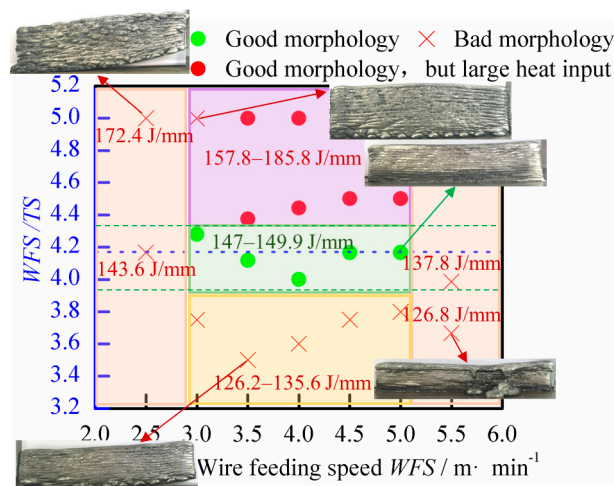 Good morphology
Bad morphology
Good morphology, but large heat input
5.2
5.0
4.8
4.6
4.4
4.2
4.0
3.8
3.6
3.4
3.2
WFS /TS
172.4 J/mm
157.8–185.8 J/mm
147–149.9 J/mm
143.6 J/mm
137.8 J/mm
126.8 J/mm
126.2–135.6 J/mm
2.0 2.5 3.0 3.5 4.0 4.5 5.0 5.5 6.0
Wire feeding speed WFS / m· min⁻¹